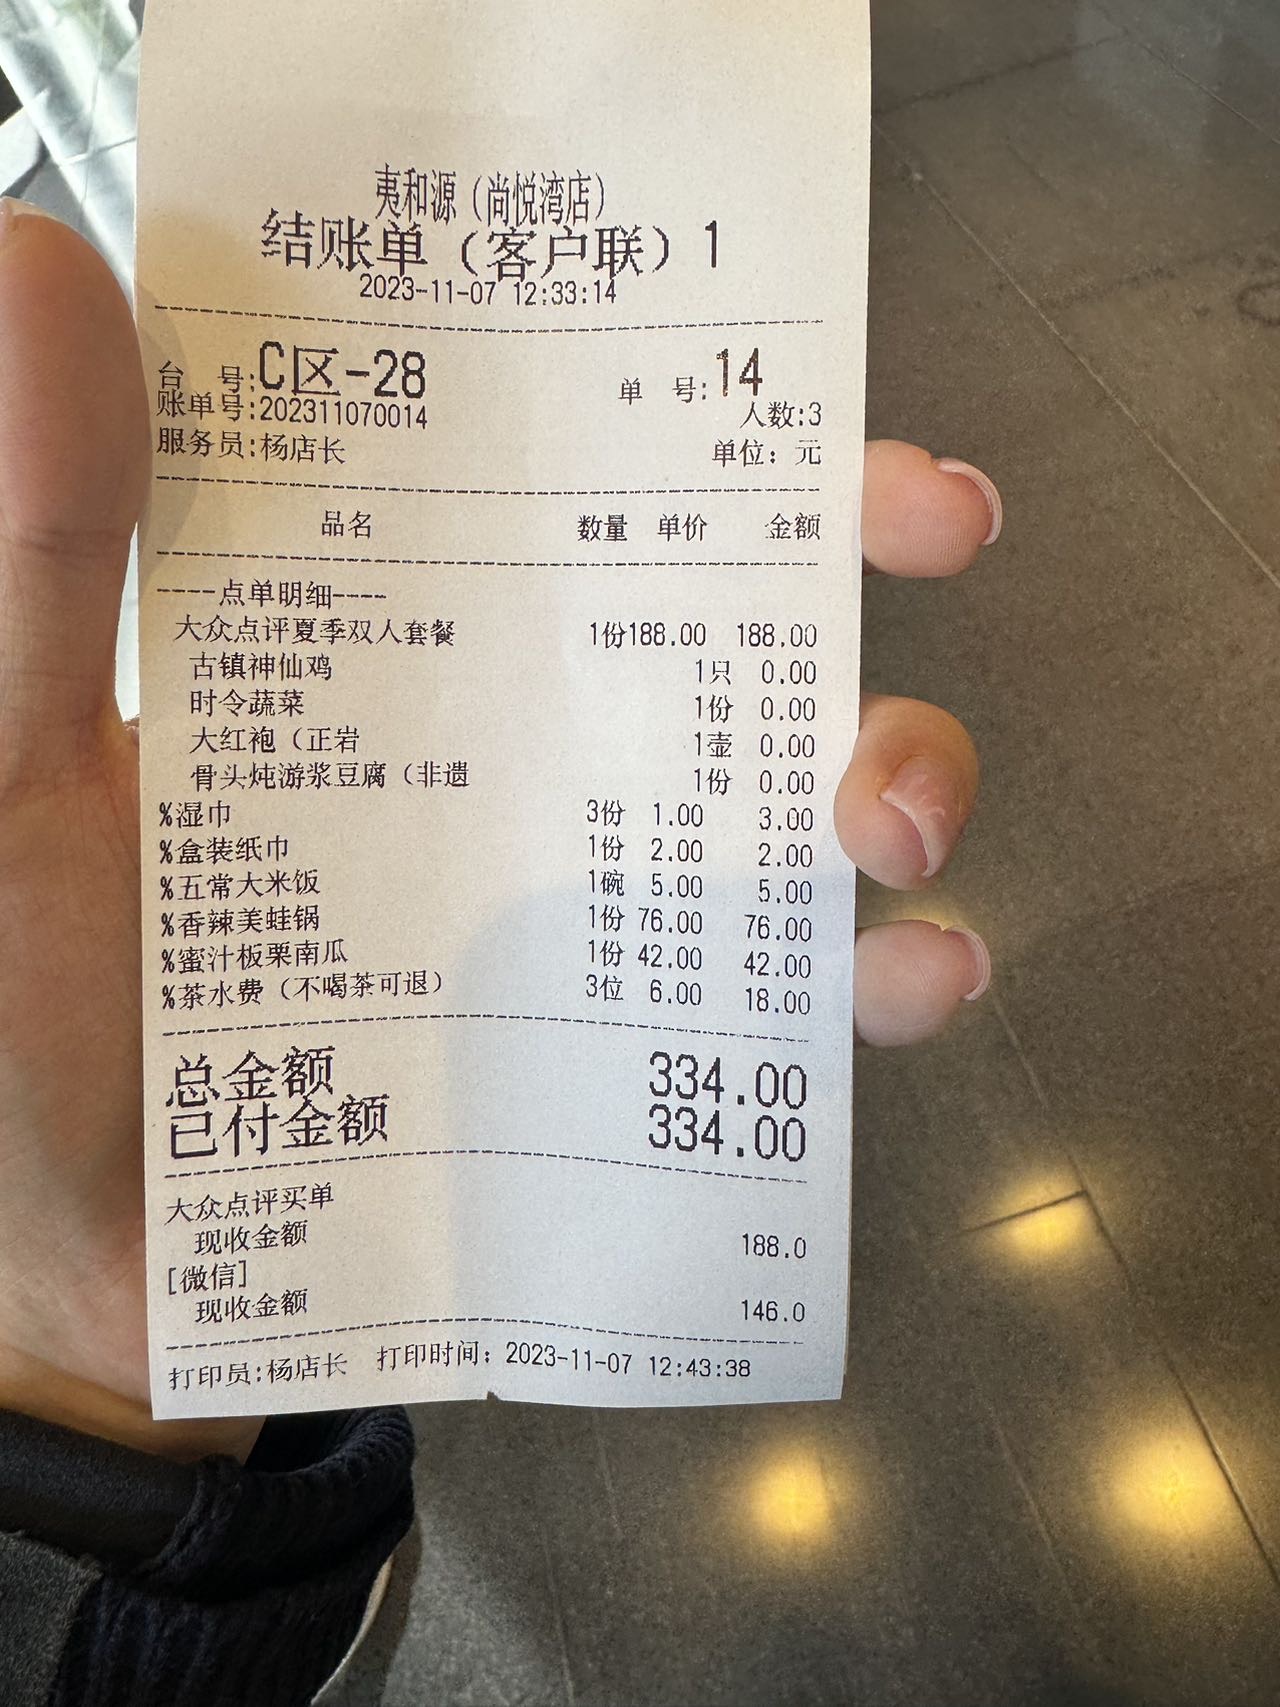 夷和源（尚悦湾店）
结账单（客户联）1
2023-11-07 12:33:14
台 号:C区-28 单 号:14
账单号:202311070014 人数:3
服务员:杨店长 单位：元
品名 数量 单价 金额
----点单明细----
大众点评夏季双人套餐 1份188.00 188.00
古镇神仙鸡 1只 0.00
时令蔬菜 1份 0.00
大红袍（正岩 1壶 0.00
骨头炖游浆豆腐（非遗 1份 0.00
%湿巾 3份 1.00 3.00
%盒装纸巾 1份 2.00 2.00
%五常大米饭 1碗 5.00 5.00
%香辣美蛙锅 1份 76.00 76.00
%蜜汁板栗南瓜 1份 42.00 42.00
%茶水费（不喝茶可退） 3位 6.00 18.00
总金额 334.00
已付金额 334.00
大众点评买单
现收金额 188.0
[微信]
现收金额 146.0
打印员:杨店长 打印时间：2023-11-07 12:43:38